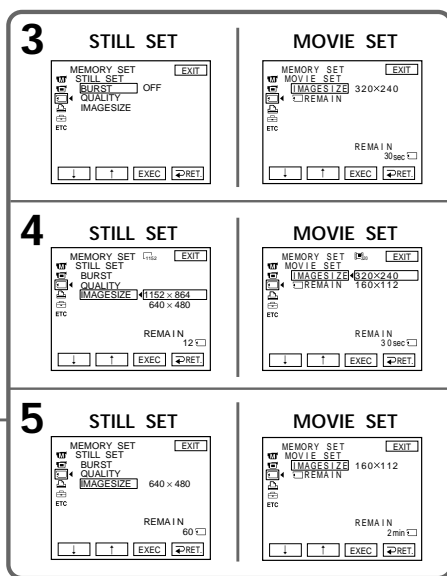 3
STILL SET
MOVIE SET
MEMORY SET EXIT
STILL SET
BURST OFF
QUALITY
IMAGESIZE
ETC
↓ ↑ EXEC RET.
MEMORY SET EXIT
MOVIE SET
IMAGESIZE 320×240
REMAIN
ETC
REMAIN
30sec
↓ ↑ EXEC RET.
4
STILL SET
MOVIE SET
MEMORY SET 1152 EXIT
STILL SET
BURST
QUALITY
IMAGESIZE 1152 × 864
640 × 480
ETC
REMAIN
12
↓ ↑ EXEC RET.
MEMORY SET EXIT
MOVIE SET
IMAGESIZE 320×240
REMAIN 160×112
ETC
REMAIN
30sec
↓ ↑ EXEC RET.
5
STILL SET
MOVIE SET
MEMORY SET EXIT
STILL SET
BURST
QUALITY
IMAGESIZE 640 × 480
ETC
REMAIN
60
↓ ↑ EXEC RET.
MEMORY SET EXIT
MOVIE SET
IMAGESIZE 160×112
REMAIN
ETC
REMAIN
2min
↓ ↑ EXEC RET.